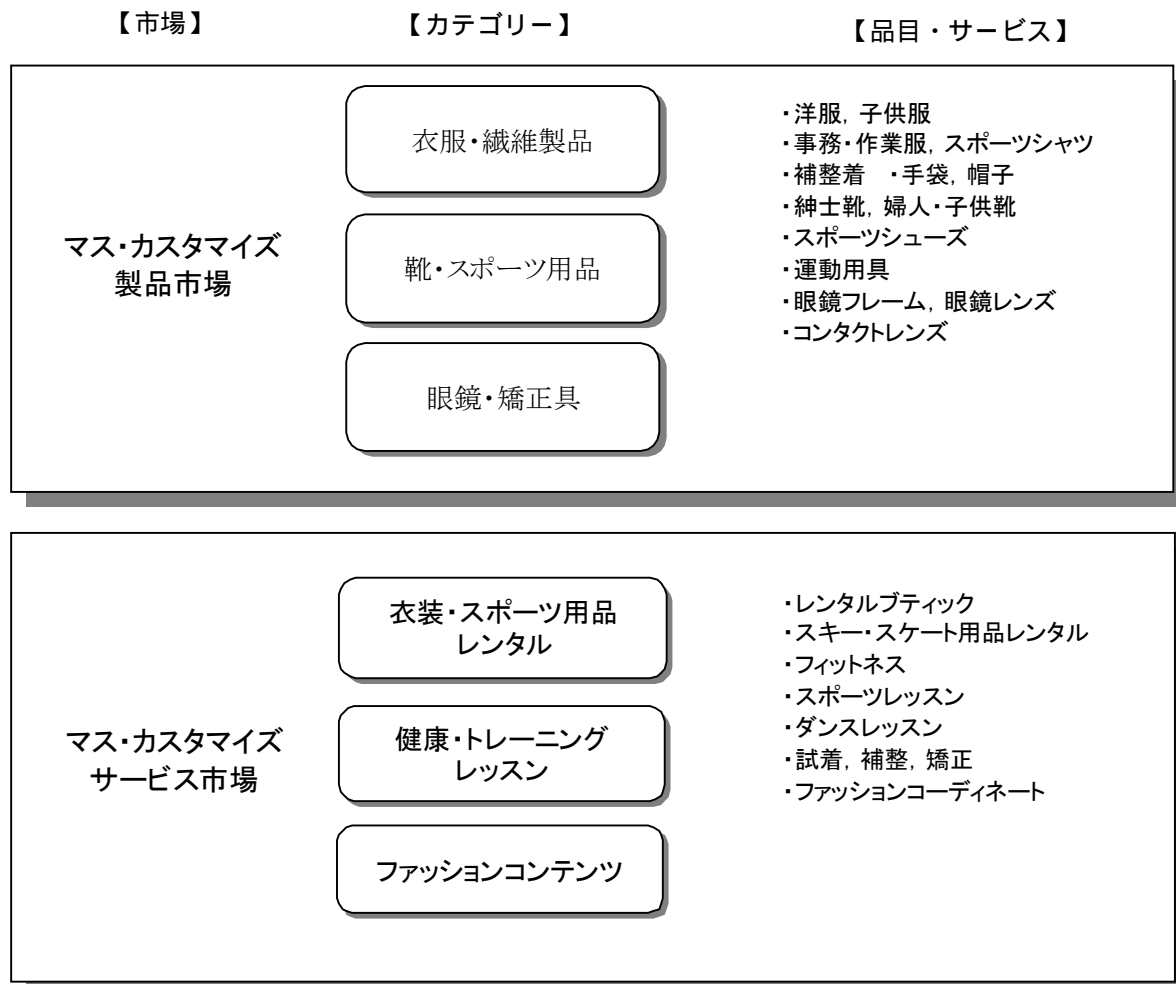 【市場】
【カテゴリー】
【品目・サービス】
マス・カスタマイズ
製品市場
衣服・繊維製品
靴・スポーツ用品
眼鏡・矯正具
・洋服, 子供服
・事務・作業服, スポーツシャツ
・補整着　・手袋, 帽子
・紳士靴, 婦人・子供靴
・スポーツシューズ
・運動用具
・眼鏡フレーム, 眼鏡レンズ
・コンタクトレンズ
マス・カスタマイズ
サービス市場
衣装・スポーツ用品
レンタル
健康・トレーニング
レッスン
ファッションコンテンツ
・レンタルブティック
・スキー・スケート用品レンタル
・フィットネス
・スポーツレッスン
・ダンスレッスン
・試着, 補整, 矯正
・ファッションコーディネート